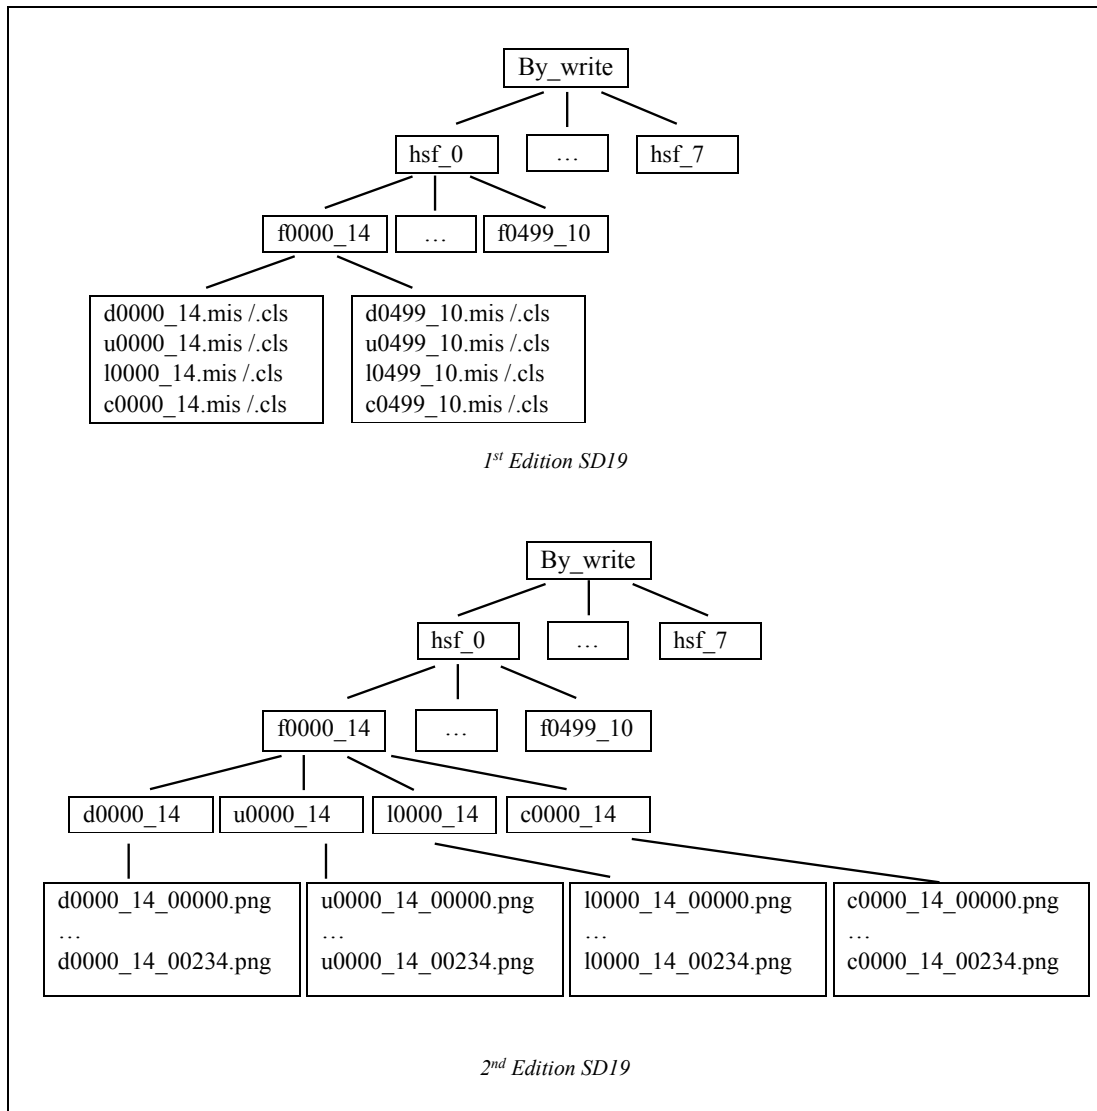 By_write
hsf_0 … hsf_7
f0000_14 … f0499_10
d0000_14.mis /.cls d0499_10.mis /.cls
u0000_14.mis /.cls u0499_10.mis /.cls
l0000_14.mis /.cls l0499_10.mis /.cls
c0000_14.mis /.cls c0499_10.mis /.cls
1st Edition SD19
By_write
hsf_0 … hsf_7
f0000_14 … f0499_10
d0000_14 u0000_14 l0000_14 c0000_14
d0000_14_00000.png u0000_14_00000.png l0000_14_00000.png c0000_14_00000.png
… … … …
d0000_14_00234.png u0000_14_00234.png l0000_14_00234.png c0000_14_00234.png
2nd Edition SD19